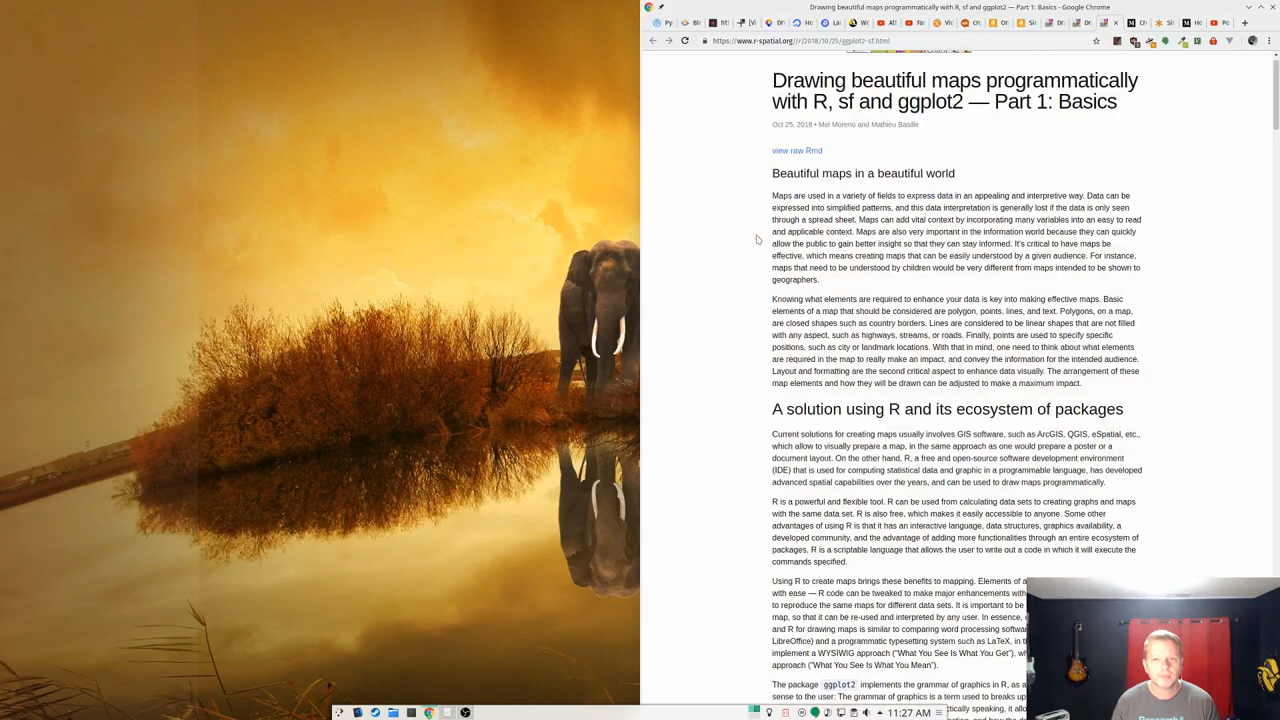 Drawing beautiful maps programmatically with R, sf and ggplot2 — Part 1: Basics - Google Chrome
https://www.r-spatial.org//r/2018/10/25/ggplot2-sf.html
Drawing beautiful maps programmatically
with R, sf and ggplot2 — Part 1: Basics
Oct 25, 2018 • Mel Moreno and Mathieu Basille
view raw Rmd
Beautiful maps in a beautiful world
Maps are used in a variety of fields to express data in an appealing and interpretive way. Data can be
expressed into simplified patterns, and this data interpretation is generally lost if the data is only seen
through a spread sheet. Maps can add vital context by incorporating many variables into an easy to read
and applicable context. Maps are also very important in the information world because they can quickly
allow the public to gain better insight so that they can stay informed. It's critical to have maps be
effective, which means creating maps that can be easily understood by a given audience. For instance,
maps that need to be understood by children would be very different from maps intended to be shown to
geographers.
Knowing what elements are required to enhance your data is key into making effective maps. Basic
elements of a map that should be considered are polygon, points, lines, and text. Polygons, on a map,
are closed shapes such as country borders. Lines are considered to be linear shapes that are not filled
with any aspect, such as highways, streams, or roads. Finally, points are used to specify specific
positions, such as city or landmark locations. With that in mind, one need to think about what elements
are required in the map to really make an impact, and convey the information for the intended audience.
Layout and formatting are the second critical aspect to enhance data visually. The arrangement of these
map elements and how they will be drawn can be adjusted to make a maximum impact.
A solution using R and its ecosystem of packages
Current solutions for creating maps usually involves GIS software, such as ArcGIS, QGIS, eSpatial, etc.,
which allow to visually prepare a map, in the same approach as one would prepare a poster or a
document layout. On the other hand, R, a free and open-source software development environment
(IDE) that is used for computing statistical data and graphic in a programmable language, has developed
advanced spatial capabilities over the years, and can be used to draw maps programmatically.
R is a powerful and flexible tool. R can be used from calculating data sets to creating graphs and maps
with the same data set. R is also free, which makes it easily accessible to anyone. Some other
advantages of using R is that it has an interactive language, data structures, graphics availability, a
developed community, and the advantage of adding more functionalities through an entire ecosystem of
packages. R is a scriptable language that allows the user to write out a code in which it will execute the
commands specified.
Using R to create maps brings these benefits to mapping. Elements of a
with ease — R code can be tweaked to make major enhancements with
to reproduce the same maps for different data sets. It is important to be
map, so that it can be re-used and interpreted by any user. In essence,
and R for drawing maps is similar to comparing word processing softwar
LibreOffice) and a programmatic typesetting system such as LaTeX, in th
implement a WYSIWIG approach ("What You See Is What You Get"), wh
approach ("What You See Is What You Mean").
The package ggplot2 implements the grammar of graphics in R, as a
sense to the user: The grammar of graphics is a term used to breaks up
11:27 AM